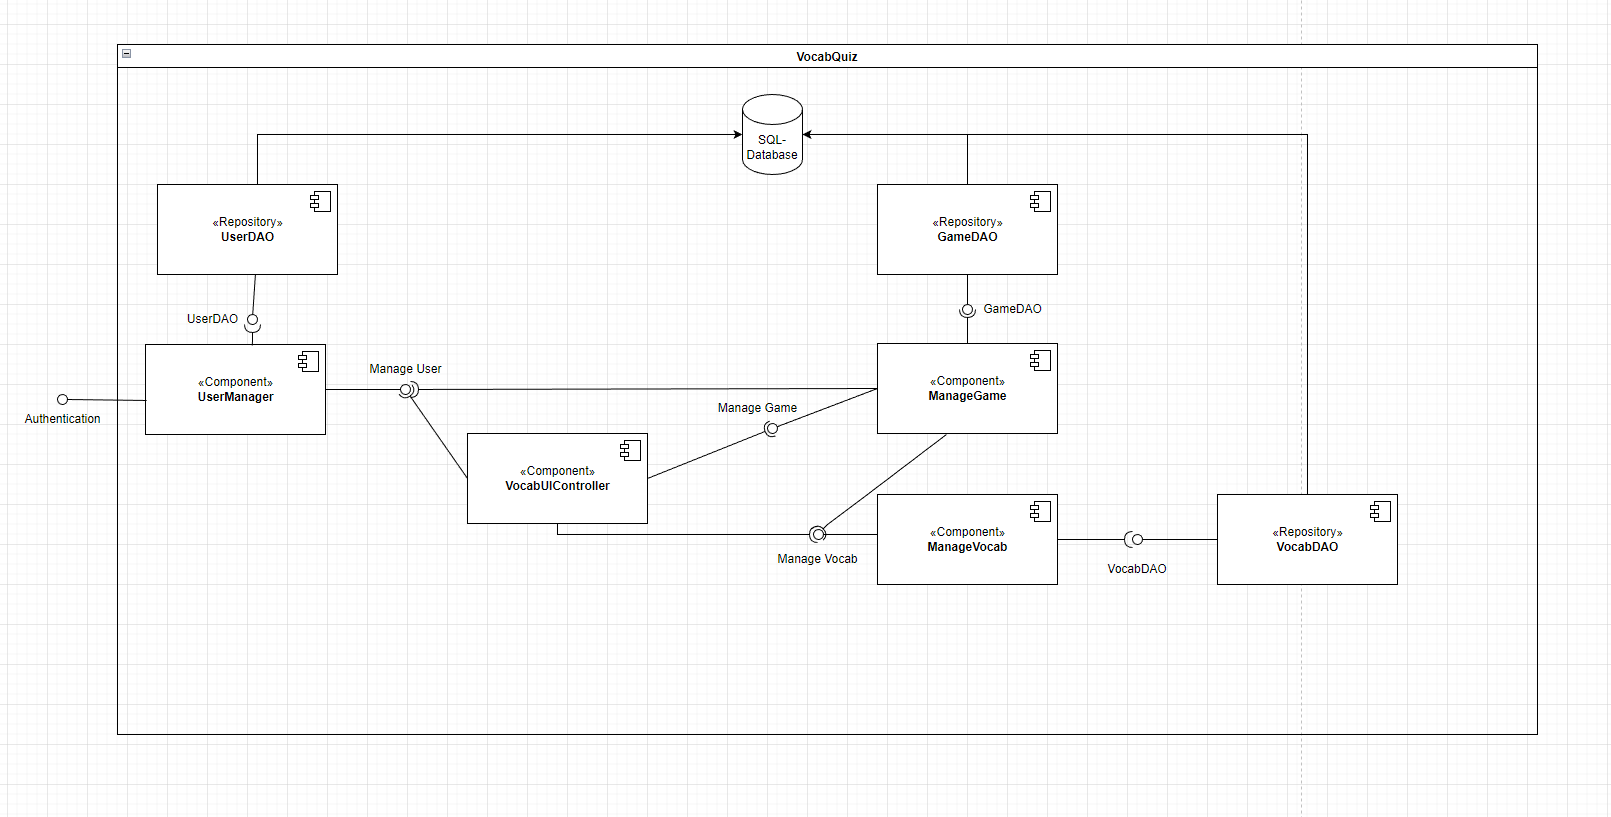 VocabQuiz
SQL-
Database
«Repository»
UserDAO
«Repository»
GameDAO
UserDAO
GameDAO
«Component»
UserManager
Manage User
«Component»
ManageGame
Authentication
Manage Game
«Component»
VocabUIController
Manage Vocab
«Component»
ManageVocab
VocabDAO
«Repository»
VocabDAO